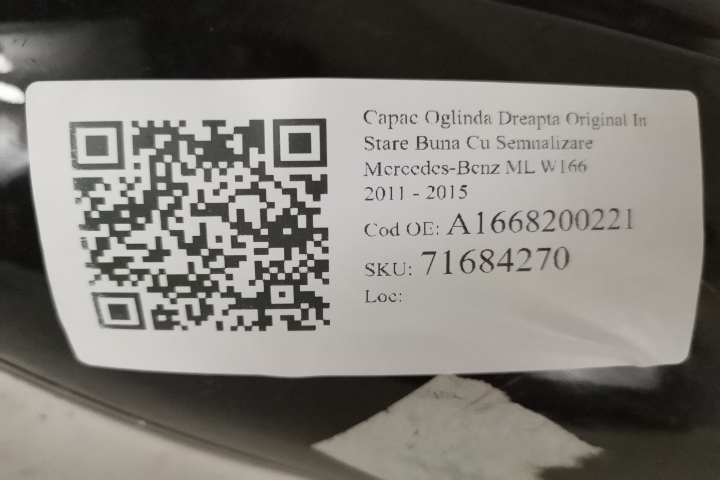 Capac Oglinda Dreapta Original In
Stare Buna Cu Semnalizare
Mercedes-Benz ML W166
2011 - 2015
Cod OE: A1668200221
SKU: 71684270
Loc: